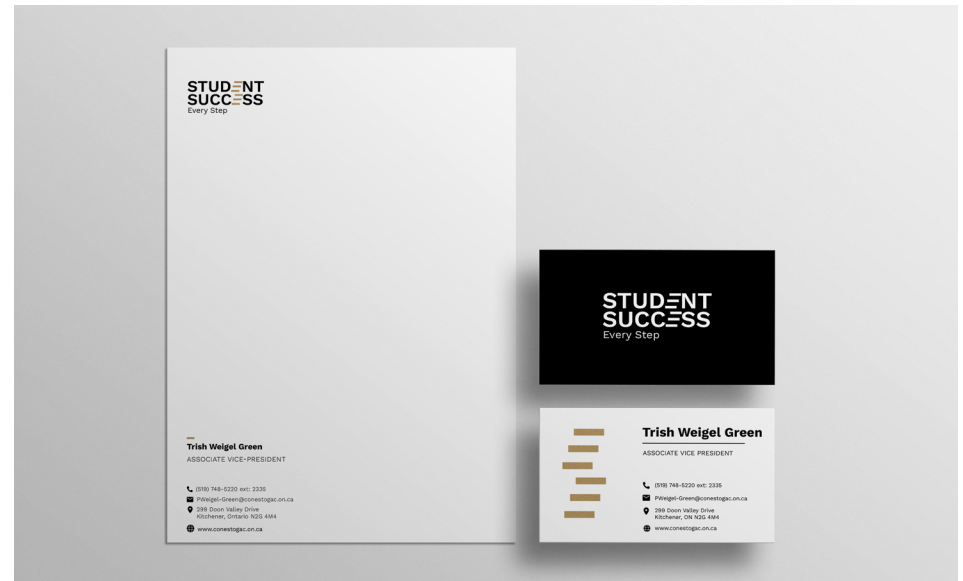 STUDENT
SUCCESS
Every Step
Trish Weigel Green
ASSOCIATE VICE-PRESIDENT
(519) 748-5220 ext: 2335
PWeigel-Green@conestogac.on.ca
299 Doon Valley Drive
Kitchener, Ontario N2G 4M4
www.conestogac.on.ca
STUDENT
SUCCESS
Every Step
Trish Weigel Green
ASSOCIATE VICE PRESIDENT
(519) 748-5220 ext: 2335
PWeigel-Green@conestogac.on.ca
299 Doon Valley Drive
Kitchener, ON N2G 4M4
www.conestogac.on.ca